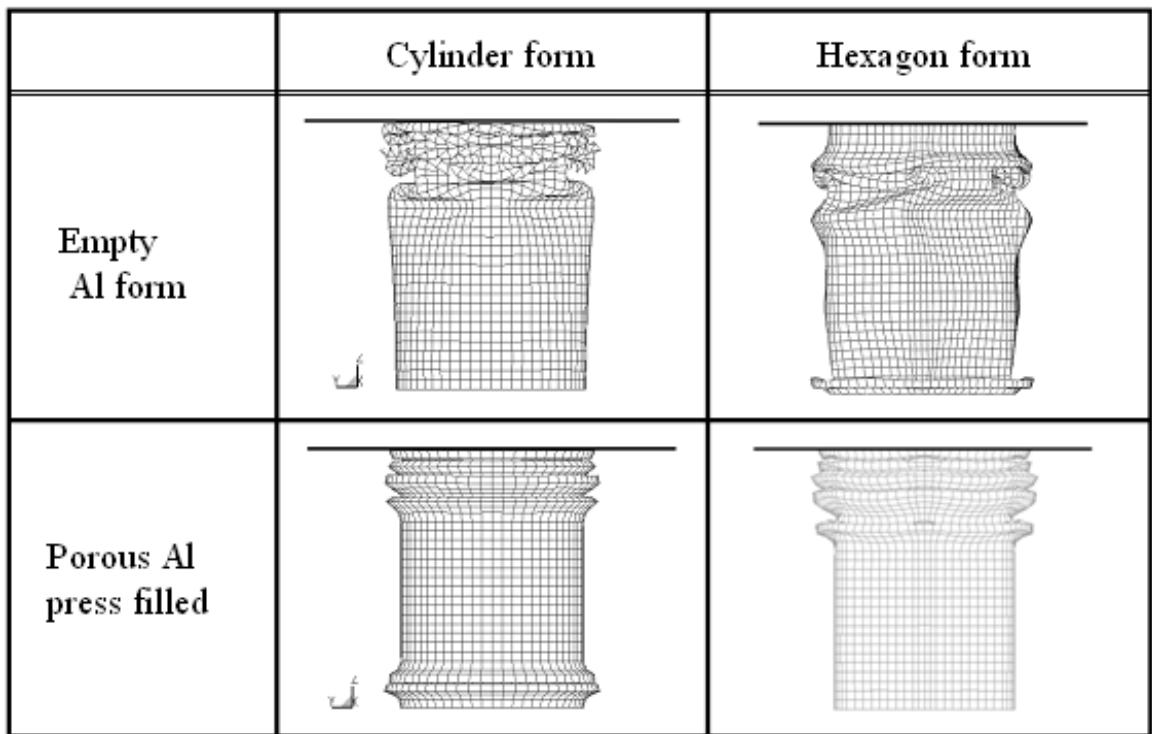 Cylinder form
Hexagon form
Empty
Al form
Porous Al
press filled